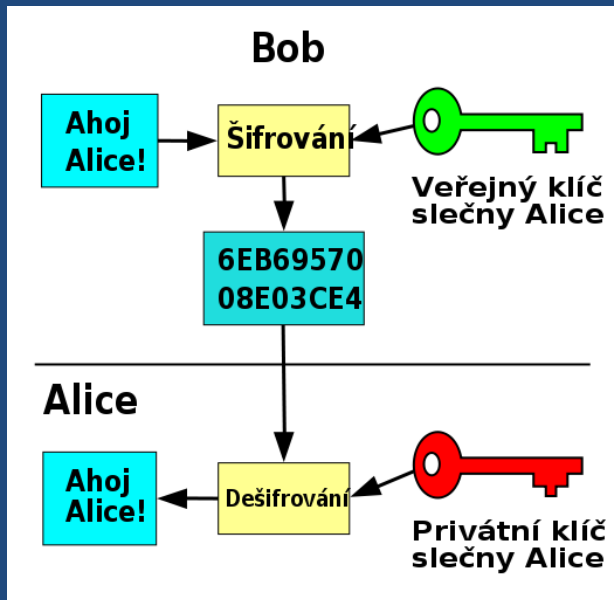 Bob
Ahoj
Alice!
Šifrování
Veřejný klíč
slečny Alice
6EB69570
08E03CE4
Alice
Ahoj
Alice!
Dešifrování
Privátní klíč
slečny Alice